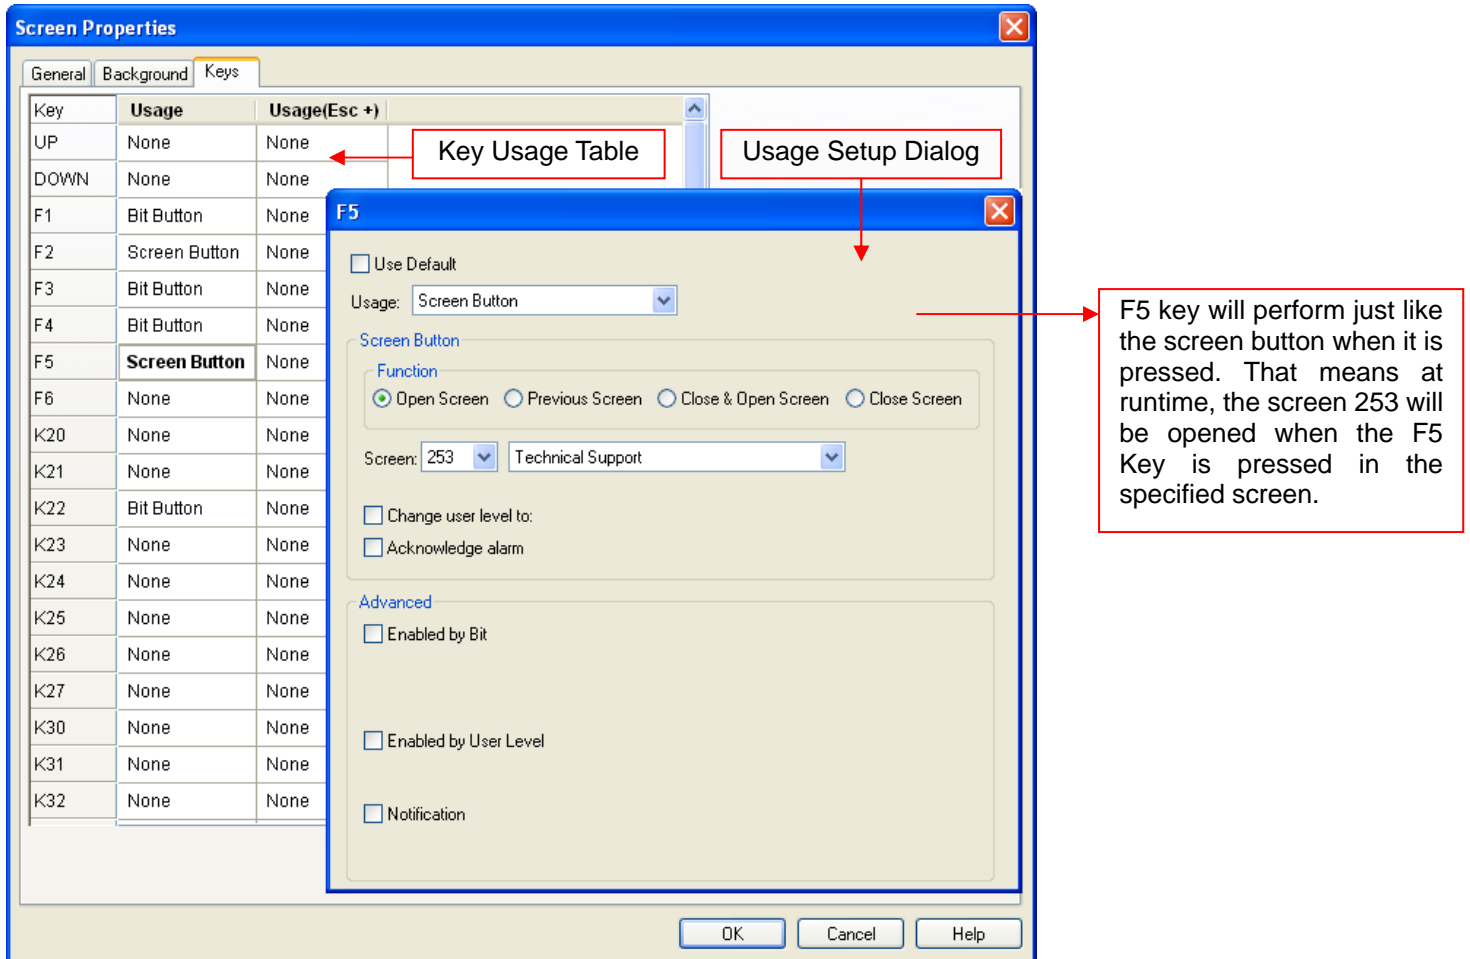 Screen Properties
General Background Keys
Key Usage Usage(Esc +)
UP None None
DOWN None None
F1 Bit Button None
F2 Screen Button None
F3 Bit Button None
F4 Bit Button None
F5 Screen Button None
F6 None None
K20 None None
K21 None None
K22 Bit Button None
K23 None None
K24 None None
K25 None None
K26 None None
K27 None None
K30 None None
K31 None None
K32 None None
Key Usage Table
Usage Setup Dialog
F5
Use Default
Usage: Screen Button
Screen Button
Function
Open Screen Previous Screen Close & Open Screen Close Screen
Screen: 253 Technical Support
Change user level to:
Acknowledge alarm
Advanced
Enabled by Bit
Enabled by User Level
Notification
OK Cancel Help
F5 key will perform just like
the screen button when it is
pressed. That means at
runtime, the screen 253 will
be opened when the F5
Key is pressed in the
specified screen.